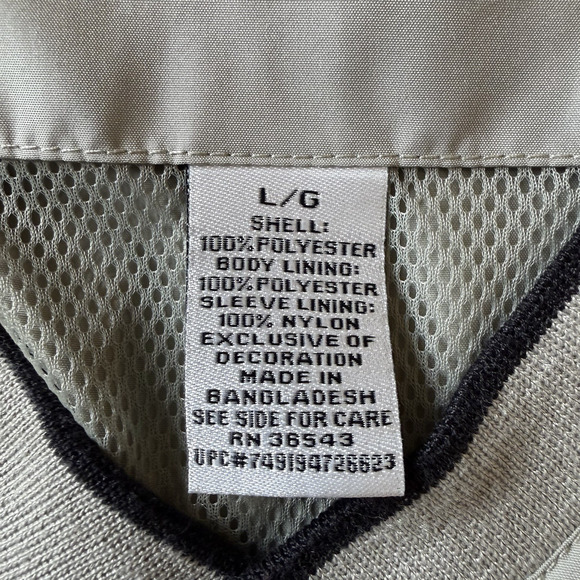 L/G
SHELL:
100% POLYESTER
BODY LINING:
100% POLYESTER
SLEEVE LINING:
100% NYLON
EXCLUSIVE OF
DECORATION
MADE IN
BANGLADESH
SEE SIDE FOR CARE
RN 36543
UPC#749194726623